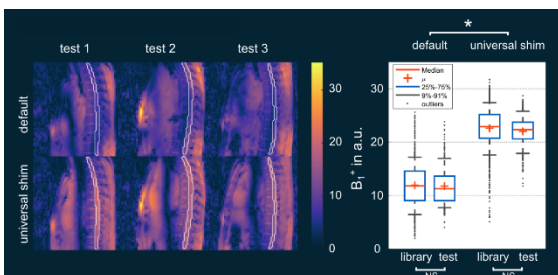 *
test 1 test 2 test 3
default universal shim
default
universal shim
30
20
10
0
B₁⁺ in a.u.
30
20
10
0
Median
μ
25%-75%
9%-91%
outliers
library test library test
NS NS